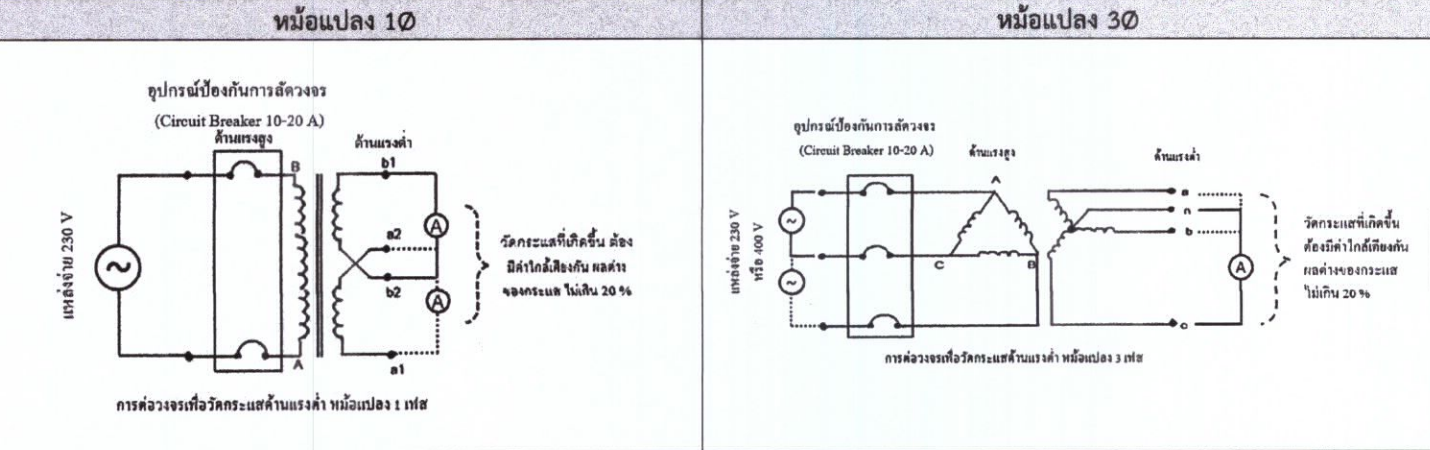 หม้อแปลง 1Ø
อุปกรณ์ป้องกันการลัดวงจร
(Circuit Breaker 10-20 A)
ด้านแรงสูง
ด้านแรงต่ำ
แหล่งจ่าย 230 V
~
B
A
b1
a2
b2
a1
A
A
วัดกระแสที่เกิดขึ้น ต้อง
มีค่าใกล้เคียงกัน ผลต่าง
ของกระแส ไม่เกิน 20 %
การต่อวงจรเพื่อวัดกระแสด้านแรงต่ำ หม้อแปลง 1 เฟส
หม้อแปลง 3Ø
อุปกรณ์ป้องกันการลัดวงจร
(Circuit Breaker 10-20 A)
ด้านแรงสูง
ด้านแรงต่ำ
แหล่งจ่าย 230 V
หรือ 400 V
~
~
A
C
B
a
n
b
c
A
วัดกระแสที่เกิดขึ้น
ต้องมีค่าใกล้เคียงกัน
ผลต่างของกระแส
ไม่เกิน 20 %
การต่อวงจรเพื่อวัดกระแสด้านแรงต่ำ หม้อแปลง 3 เฟส